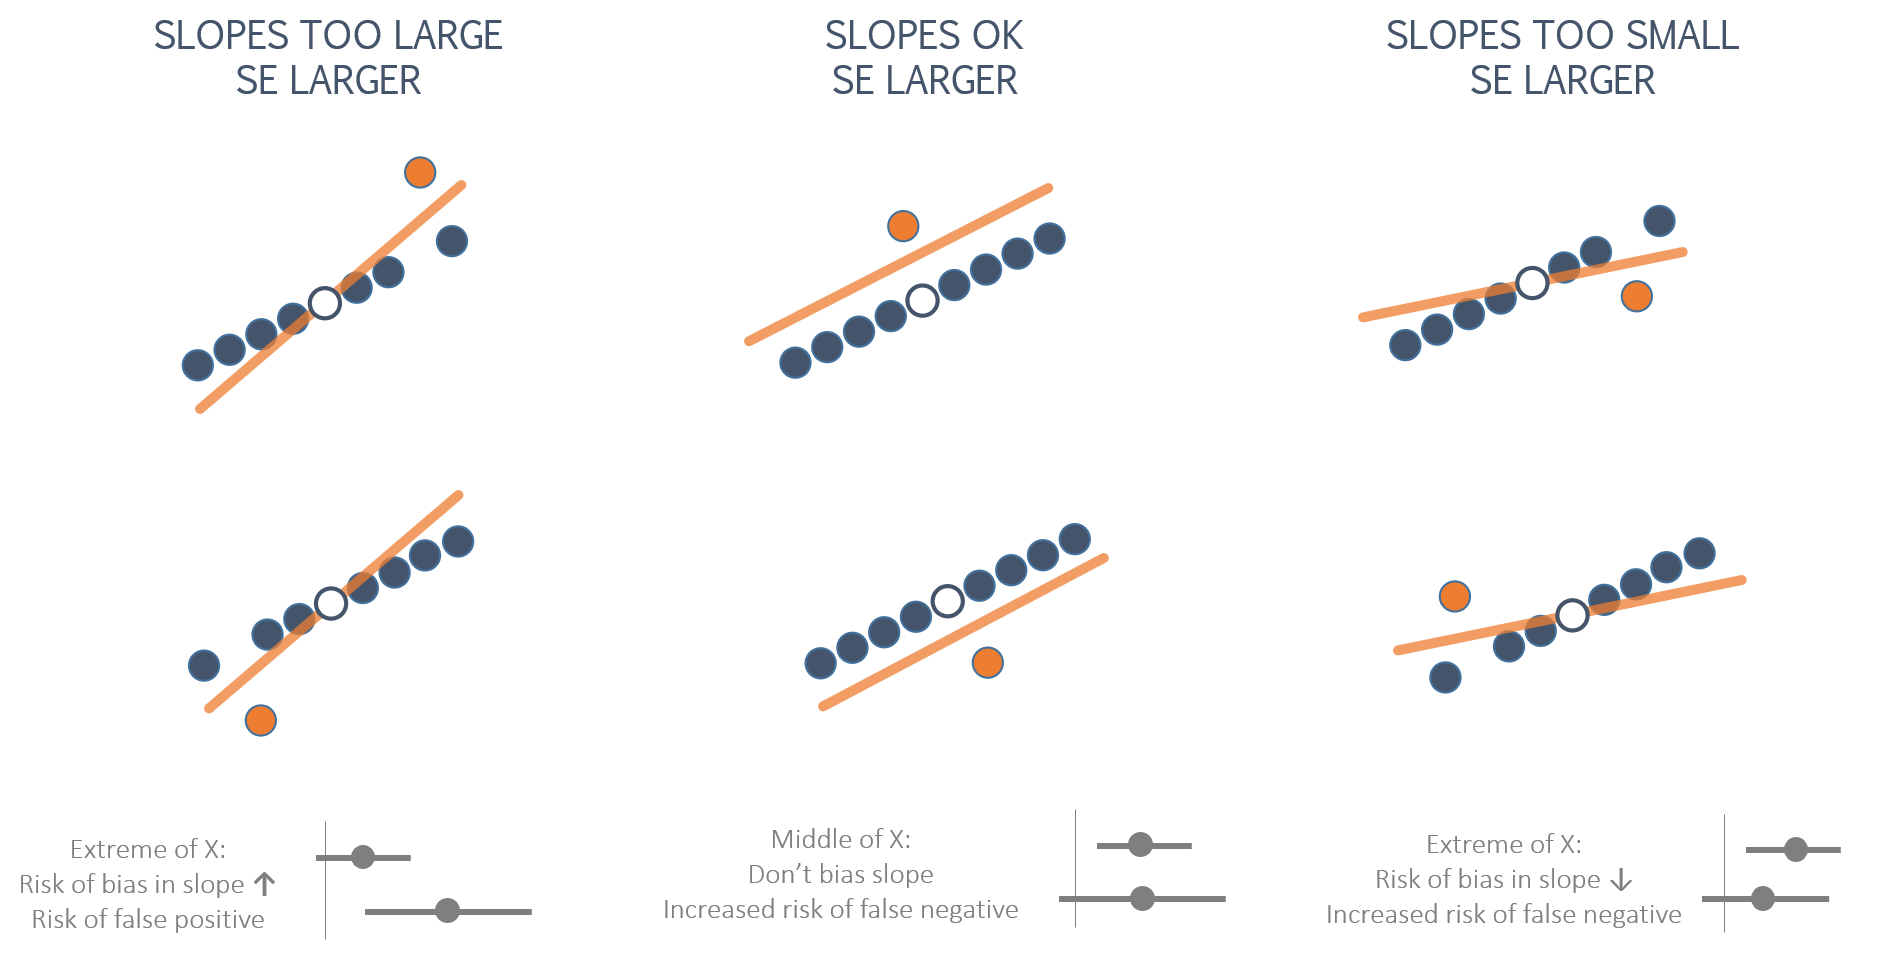 SLOPES TOO LARGE
SE LARGER
SLOPES OK
SE LARGER
SLOPES TOO SMALL
SE LARGER
Extreme of X:
Risk of bias in slope ↑
Risk of false positive
Middle of X:
Don’t bias slope
Increased risk of false negative
Extreme of X:
Risk of bias in slope ↓
Increased risk of false negative